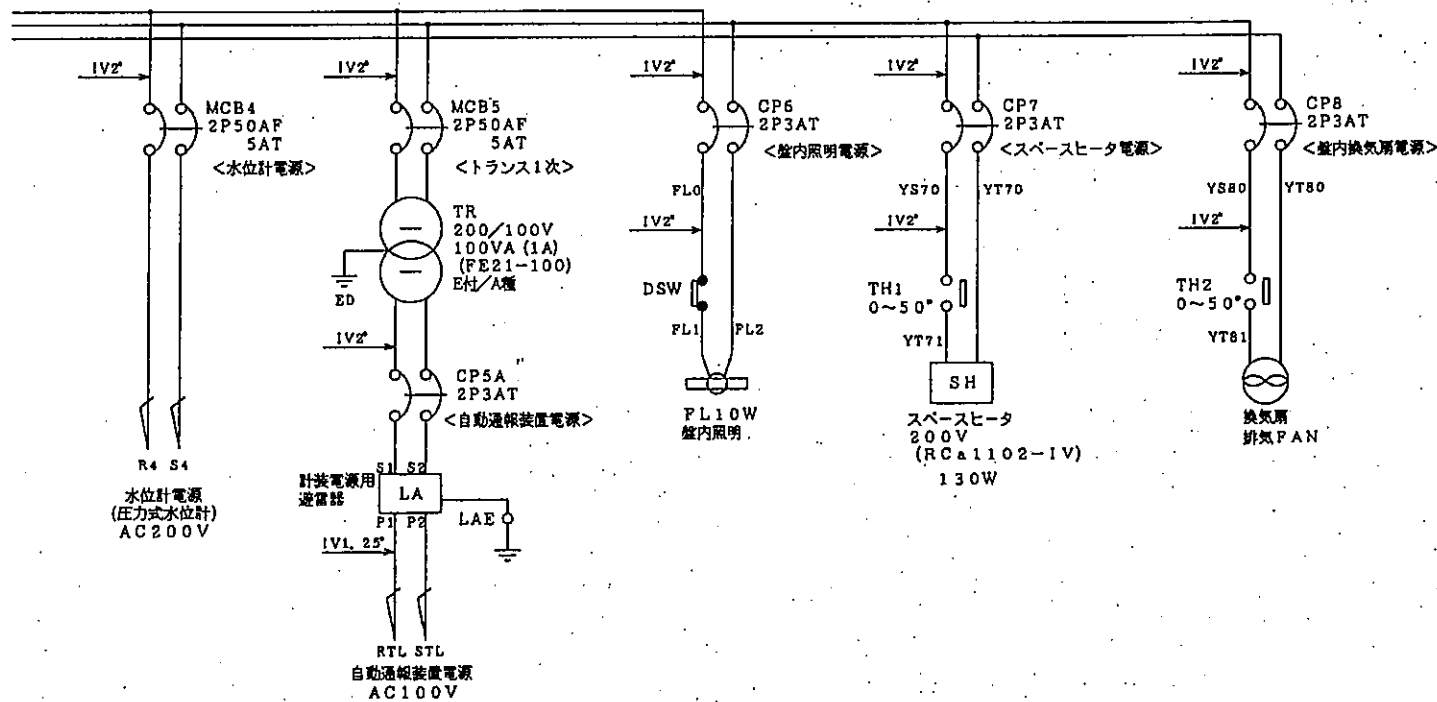 IV2°
MCB4
2P50AF
5AT
<水位計電源>
R4 S4
水位計電源
(圧力式水位計)
AC200V
IV2°
MCB5
2P50AF
5AT
<トランス1次>
TR
200/100V
100VA (1A)
(FE21-100)
E付/A種
ED
IV2°
CP5A
2P3AT
<自動通報装置電源>
計装電源用
避雷器
S1 S2
LA
P1 P2
LAE
IV1.25°
RTL STL
自動通報装置電源
AC100V
IV2°
CP6
2P3AT
<盤内照明電源>
FL0
IV2°
DSW
FL1 FL2
FL10W
盤内照明
IV2°
CP7
2P3AT
<スペースヒータ電源>
YS70 YT70
IV2°
TH1
0~50°
YT71
SH
スペースヒータ
200V
(RCa1102-IV)
130W
IV2°
CP8
2P3AT
<盤内換気扇電源>
YS80 YT80
IV2°
TH2
0~50°
YT81
換気扇
排気FAN